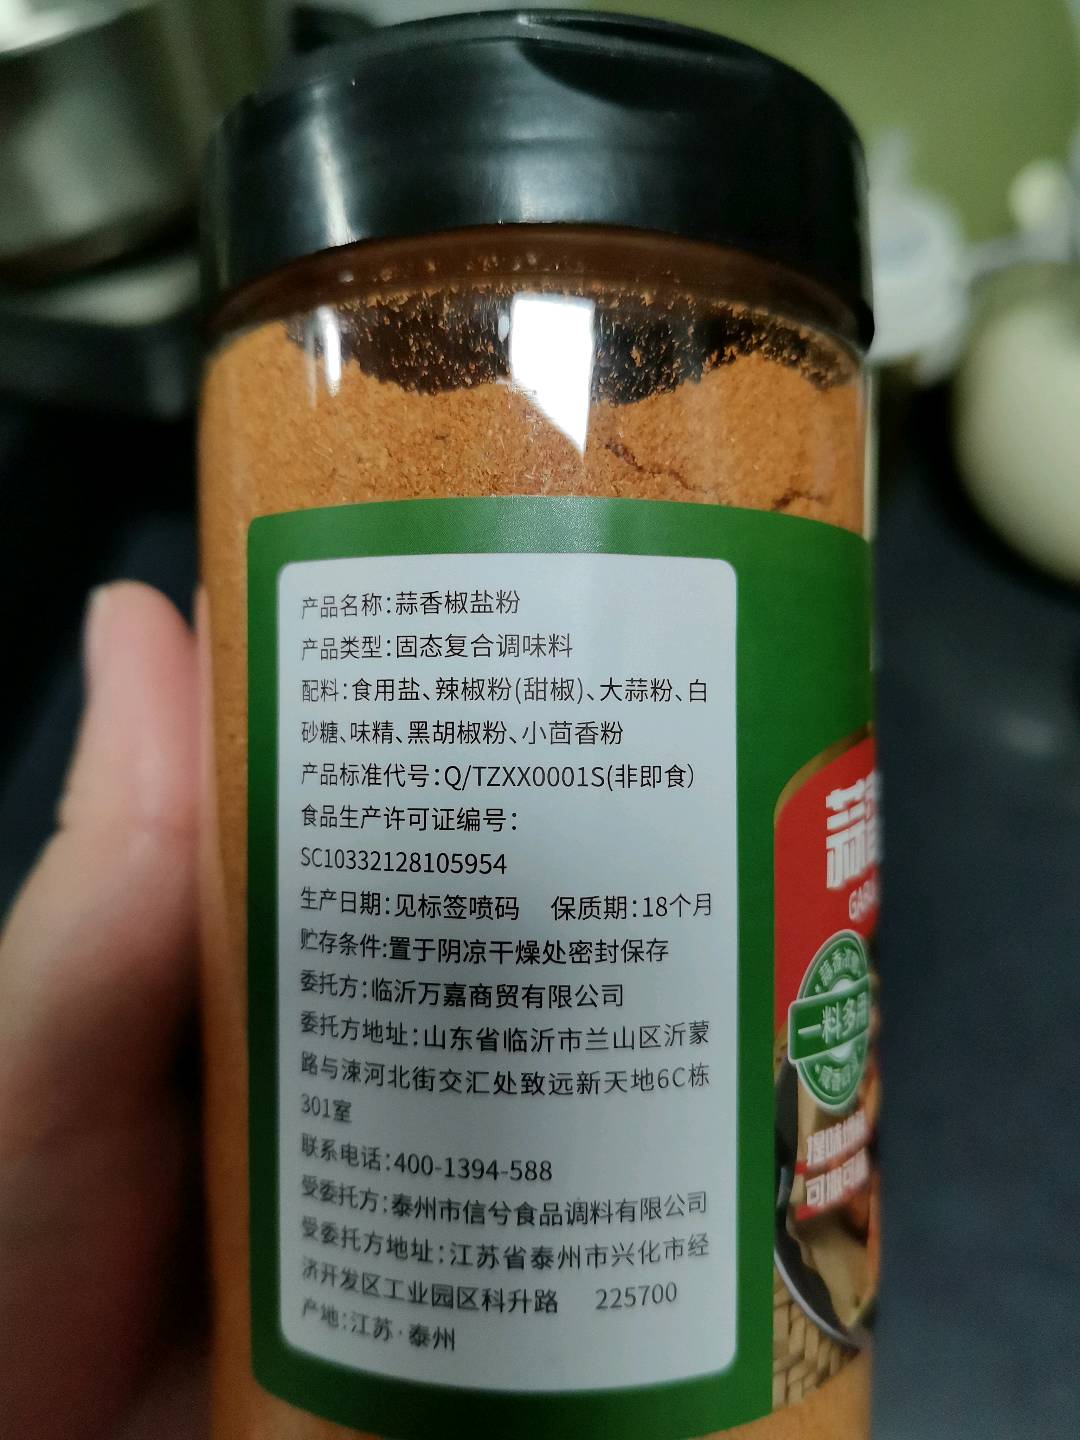 产品名称:蒜香椒盐粉
产品类型:固态复合调味料
配料:食用盐、辣椒粉(甜椒)、大蒜粉、白
砂糖、味精、黑胡椒粉、小茴香粉
产品标准代号:Q/TZXX0001S(非即食)
食品生产许可证编号:
SC10332128105954
生产日期:见标签喷码 保质期:18个月
贮存条件:置于阴凉干燥处密封保存
委托方:临沂万嘉商贸有限公司
委托方地址:山东省临沂市兰山区沂蒙
路与涑河北街交汇处致远新天地6C栋
301室
联系电话:400-1394-588
受委托方:泰州市信兮食品调料有限公司
受委托方地址:江苏省泰州市兴化市经
济开发区工业园区科升路 225700
产地:江苏·泰州
蒜
一料多用